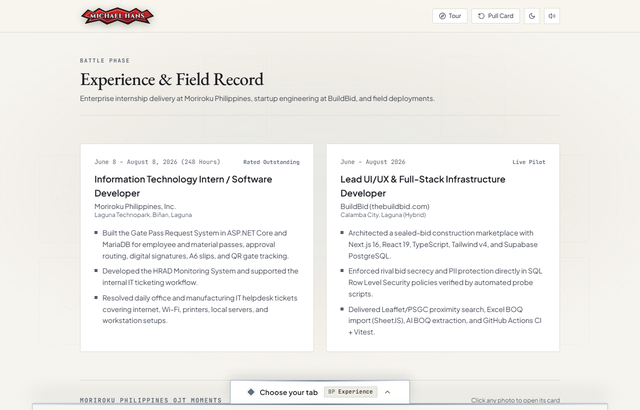 MICHAEL HANS
Tour
Pull Card
BATTLE PHASE
Experience & Field Record
Enterprise internship delivery at Moriroku Philippines, startup engineering at BuildBid, and field deployments.
June 8 – August 8, 2026 (248 Hours)
Rated Outstanding
Information Technology Intern / Software
Developer
Moriroku Philippines, Inc.
Laguna Technopark, Biñan, Laguna
Built the Gate Pass Request System in ASP.NET Core and
MariaDB for employee and material passes, approval
routing, digital signatures, A6 slips, and QR gate tracking.
Developed the HRAD Monitoring System and supported the
internal IT ticketing workflow.
Resolved daily office and manufacturing IT helpdesk tickets
covering internet, Wi-Fi, printers, local servers, and
workstation setups.
June – August 2026
Live Pilot
Lead UI/UX & Full-Stack Infrastructure
Developer
BuildBid (thebuildbid.com)
Calamba City, Laguna (Hybrid)
Architected a sealed-bid construction marketplace with
Next.js 16, React 19, TypeScript, Tailwind v4, and Supabase
PostgreSQL.
Enforced rival bid secrecy and PII protection directly in SQL
Row Level Security policies verified by automated probe
scripts.
Delivered Leaflet/PSGC proximity search, Excel BOQ
import (SheetJS), AI BOQ extraction, and GitHub Actions CI
+ Vitest.
MORIROKU PHILIPPINES OJT MOMENTS
Click any photo to open its card
Choose your tab
BP Experience